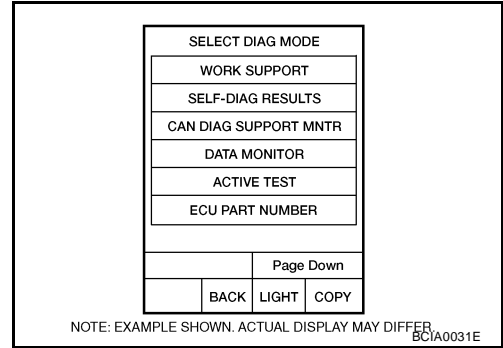 SELECT DIAG MODE
WORK SUPPORT
SELF-DIAG RESULTS
CAN DIAG SUPPORT MNTR
DATA MONITOR
ACTIVE TEST
ECU PART NUMBER
Page Down
BACK LIGHT COPY
NOTE: EXAMPLE SHOWN. ACTUAL DISPLAY MAY DIFFER.
BCIA0031E